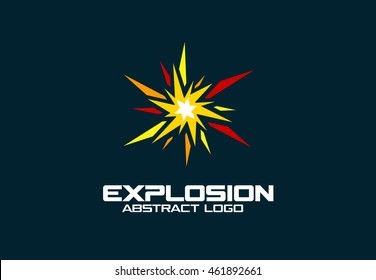 EXPLOSION
ABSTRACT LOGO
shutterstock.com · 461892661